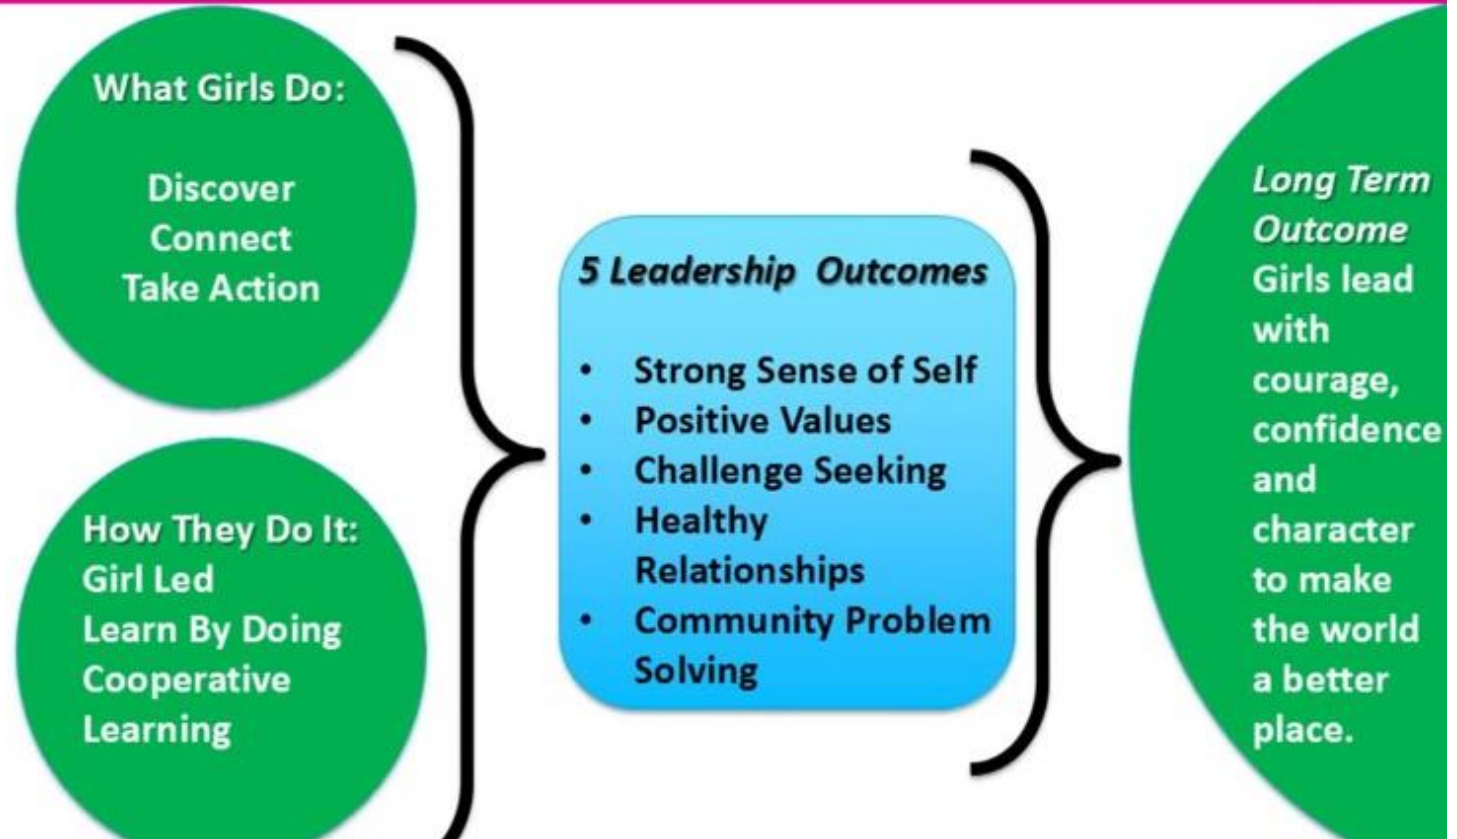 What Girls Do:
Discover
Connect
Take Action
How They Do It:
Girl Led
Learn By Doing
Cooperative
Learning
5 Leadership  Outcomes
• Strong Sense of Self
• Positive Values
• Challenge Seeking
• Healthy
Relationships
• Community Problem
Solving
Long Term
Outcome
Girls lead
with
courage,
confidence
and
character
to make
the world
a better
place.